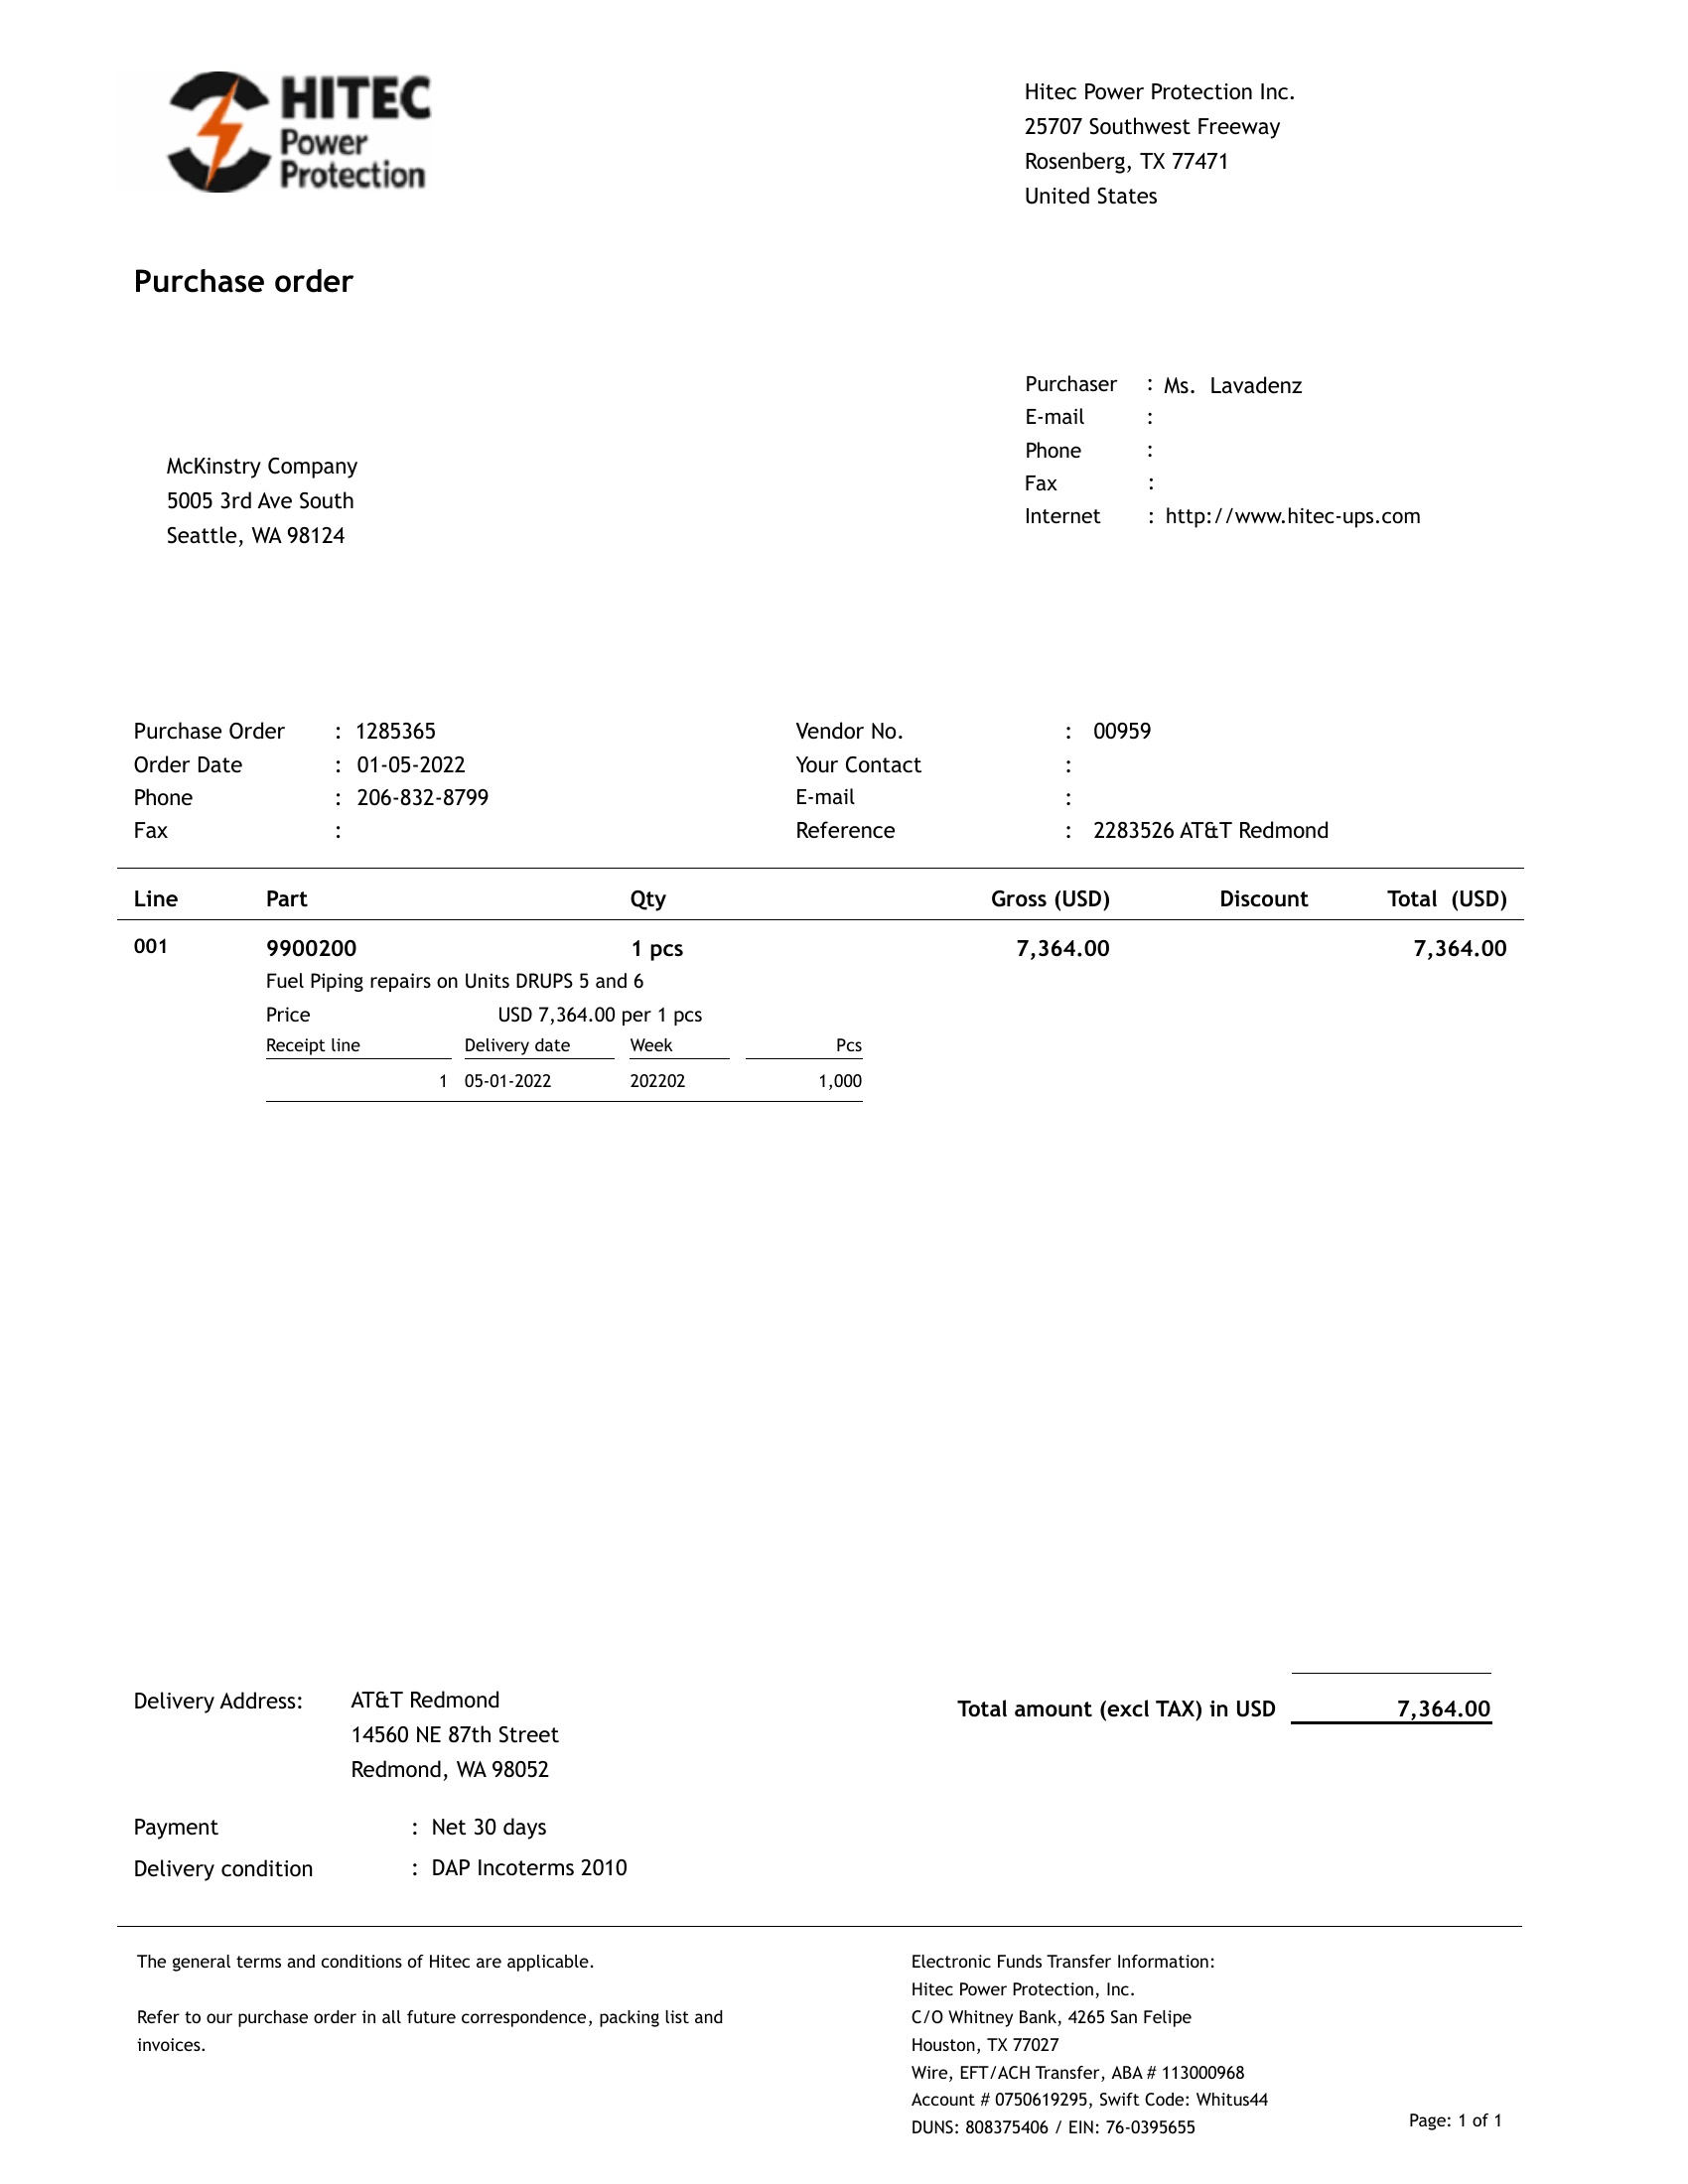 HITEC
Power
Protection
Hitec Power Protection Inc.
25707 Southwest Freeway
Rosenberg, TX 77471
United States
Purchase order
Purchaser : Ms. Lavadenz
E-mail :
Phone :
Fax :
Internet : http://www.hitec-ups.com
McKinstry Company
5005 3rd Ave South
Seattle, WA 98124
Purchase Order : 1285365 Vendor No. : 00959
Order Date : 01-05-2022 Your Contact :
Phone : 206-832-8799 E-mail :
Fax : Reference : 2283526 AT&T Redmond
Line Part Qty Gross (USD) Discount Total (USD)
001 9900200 1 pcs 7,364.00 7,364.00
Fuel Piping repairs on Units DRUPS 5 and 6
Price USD 7,364.00 per 1 pcs
Receipt line Delivery date Week Pcs
1 05-01-2022 202202 1,000
Delivery Address: AT&T Redmond
14560 NE 87th Street
Redmond, WA 98052
Total amount (excl TAX) in USD 7,364.00
Payment : Net 30 days
Delivery condition : DAP Incoterms 2010
The general terms and conditions of Hitec are applicable.
Refer to our purchase order in all future correspondence, packing list and
invoices.
Electronic Funds Transfer Information:
Hitec Power Protection, Inc.
C/O Whitney Bank, 4265 San Felipe
Houston, TX 77027
Wire, EFT/ACH Transfer, ABA # 113000968
Account # 0750619295, Swift Code: Whitus44
DUNS: 808375406 / EIN: 76-0395655
Page: 1 of 1